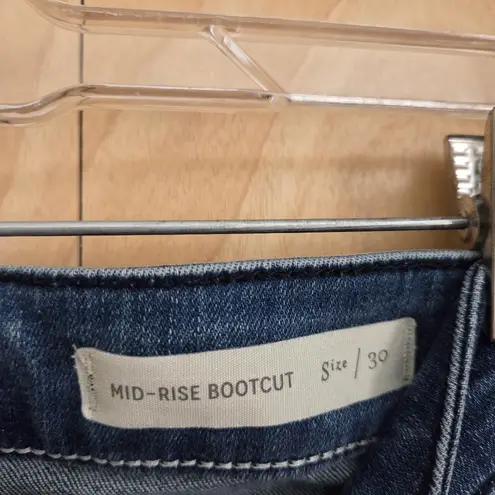 MID-RISE BOOTCUT Size / 30